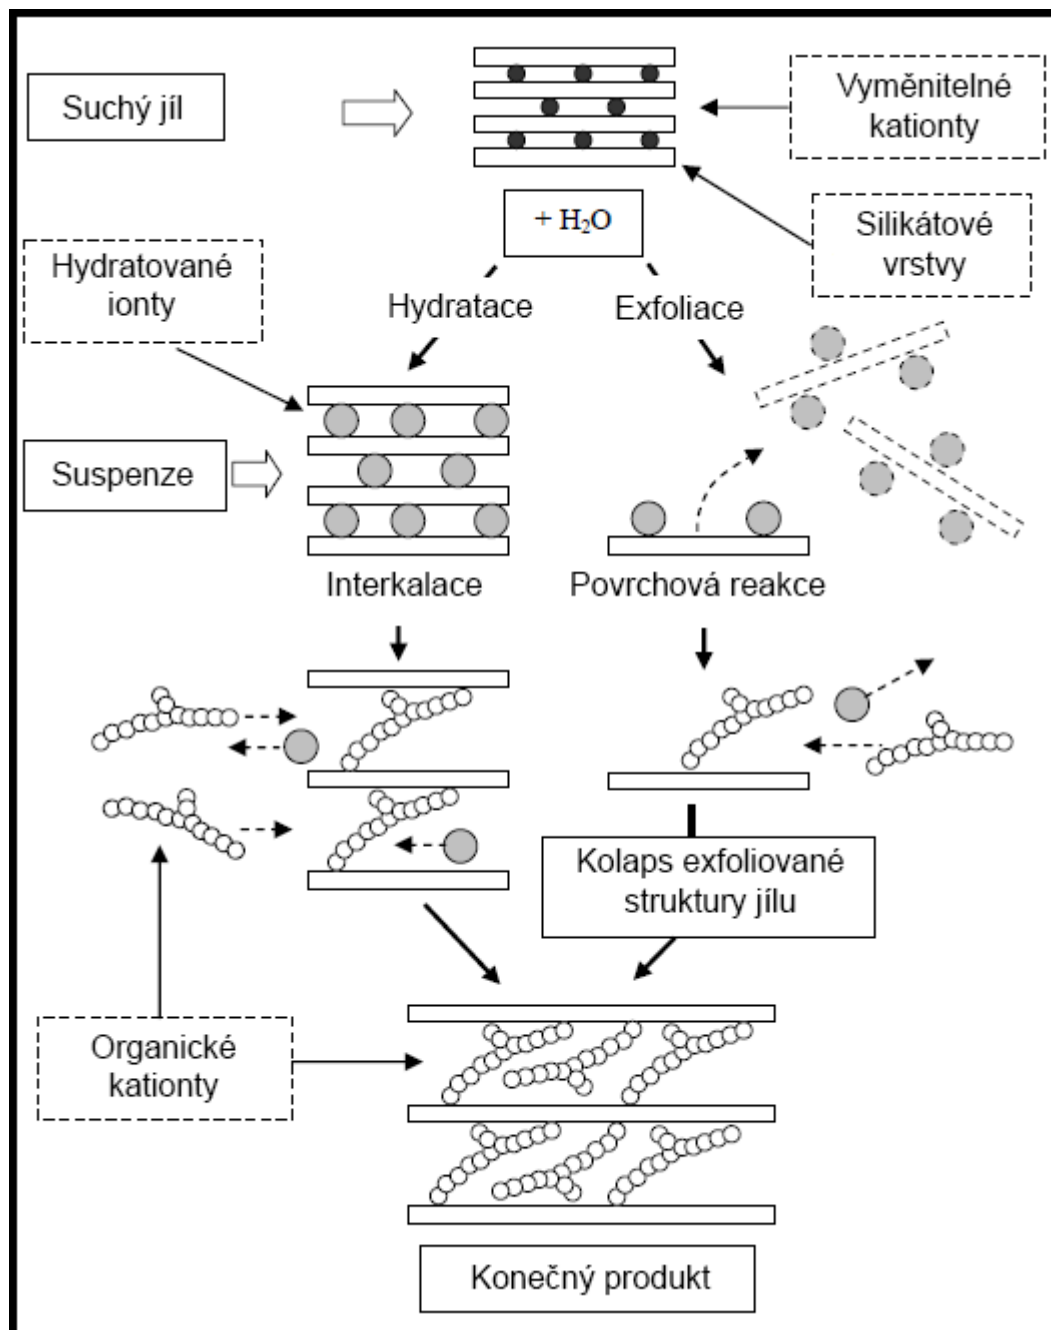 Suchý jíl
Vyměnitelné
kationty
+ H₂O
Silikátové
vrstvy
Hydratované
ionty
Hydratace
Exfoliace
Suspenze
Interkalace
Povrchová reakce
Kolaps exfoliované
struktury jílu
Organické
kationty
Konečný produkt